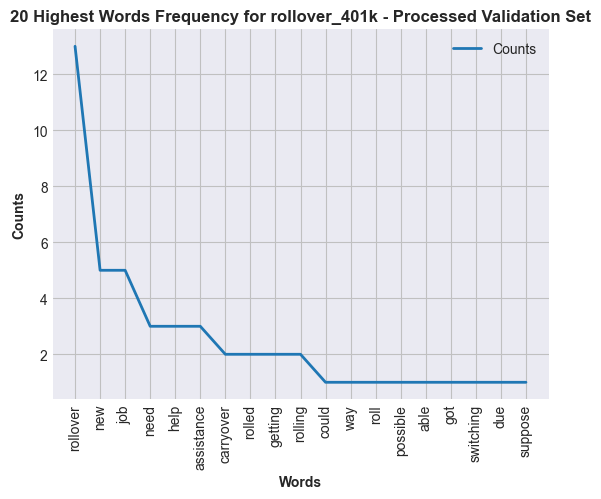 20 Highest Words Frequency for rollover_401k - Processed Validation Set
Counts
12
10
8
6
4
2
Counts
rollover
new
job
need
help
assistance
carryover
rolled
getting
rolling
could
way
roll
possible
able
got
switching
due
suppose
Words